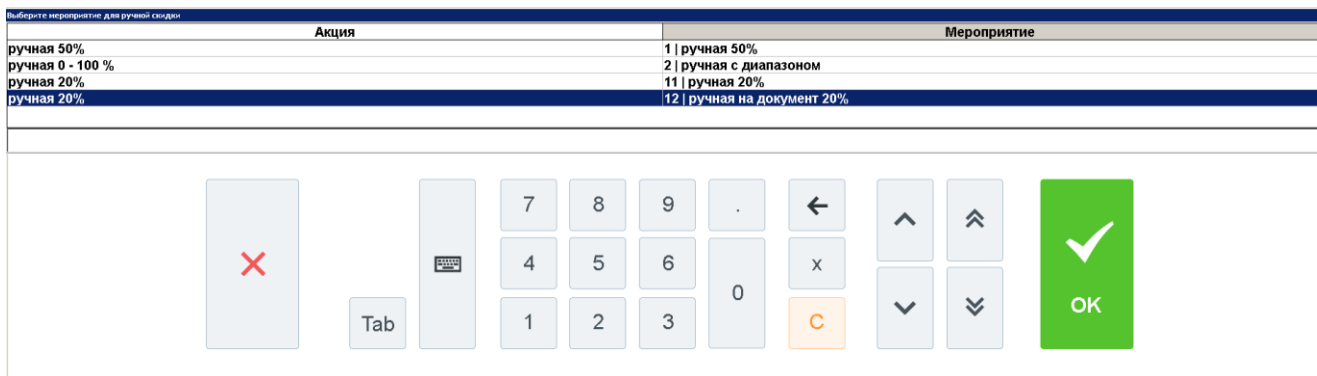 Выберите мероприятие для ручной скидки
Акция Мероприятие
ручная 50% 1 | ручная 50%
ручная 0 - 100 % 2 | ручная с диапазоном
ручная 20% 11 | ручная 20%
ручная 20% 12 | ручная на документ 20%
7 8 9 .
4 5 6 x
0
Tab 1 2 3 C OK